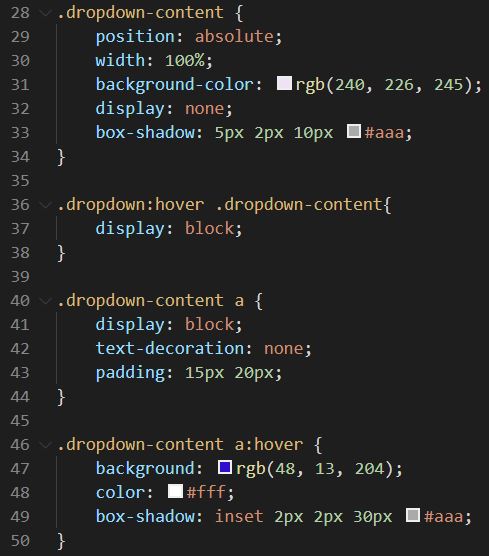 28 .dropdown-content {
29     position: absolute;
30     width: 100%;
31     background-color: rgb(240, 226, 245);
32     display: none;
33     box-shadow: 5px 2px 10px #aaa;
34 }
35
36 .dropdown:hover .dropdown-content{
37     display: block;
38 }
39
40 .dropdown-content a {
41     display: block;
42     text-decoration: none;
43     padding: 15px 20px;
44 }
45
46 .dropdown-content a:hover {
47     background: rgb(48, 13, 204);
48     color: #fff;
49     box-shadow: inset 2px 2px 30px #aaa;
50 }